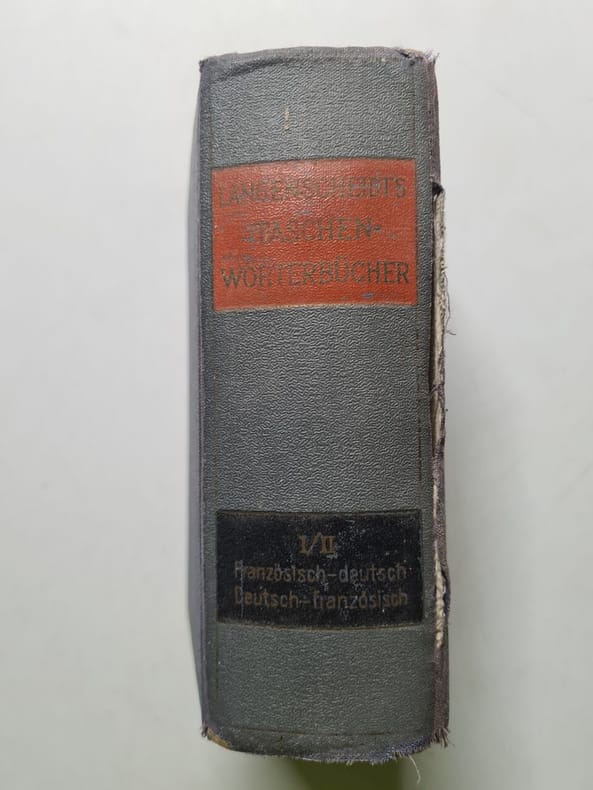 LANGENSCHEIDTS
TASCHEN-
WÖRTERBÜCHER
I/II
Französisch-deutsch
Deutsch-französisch